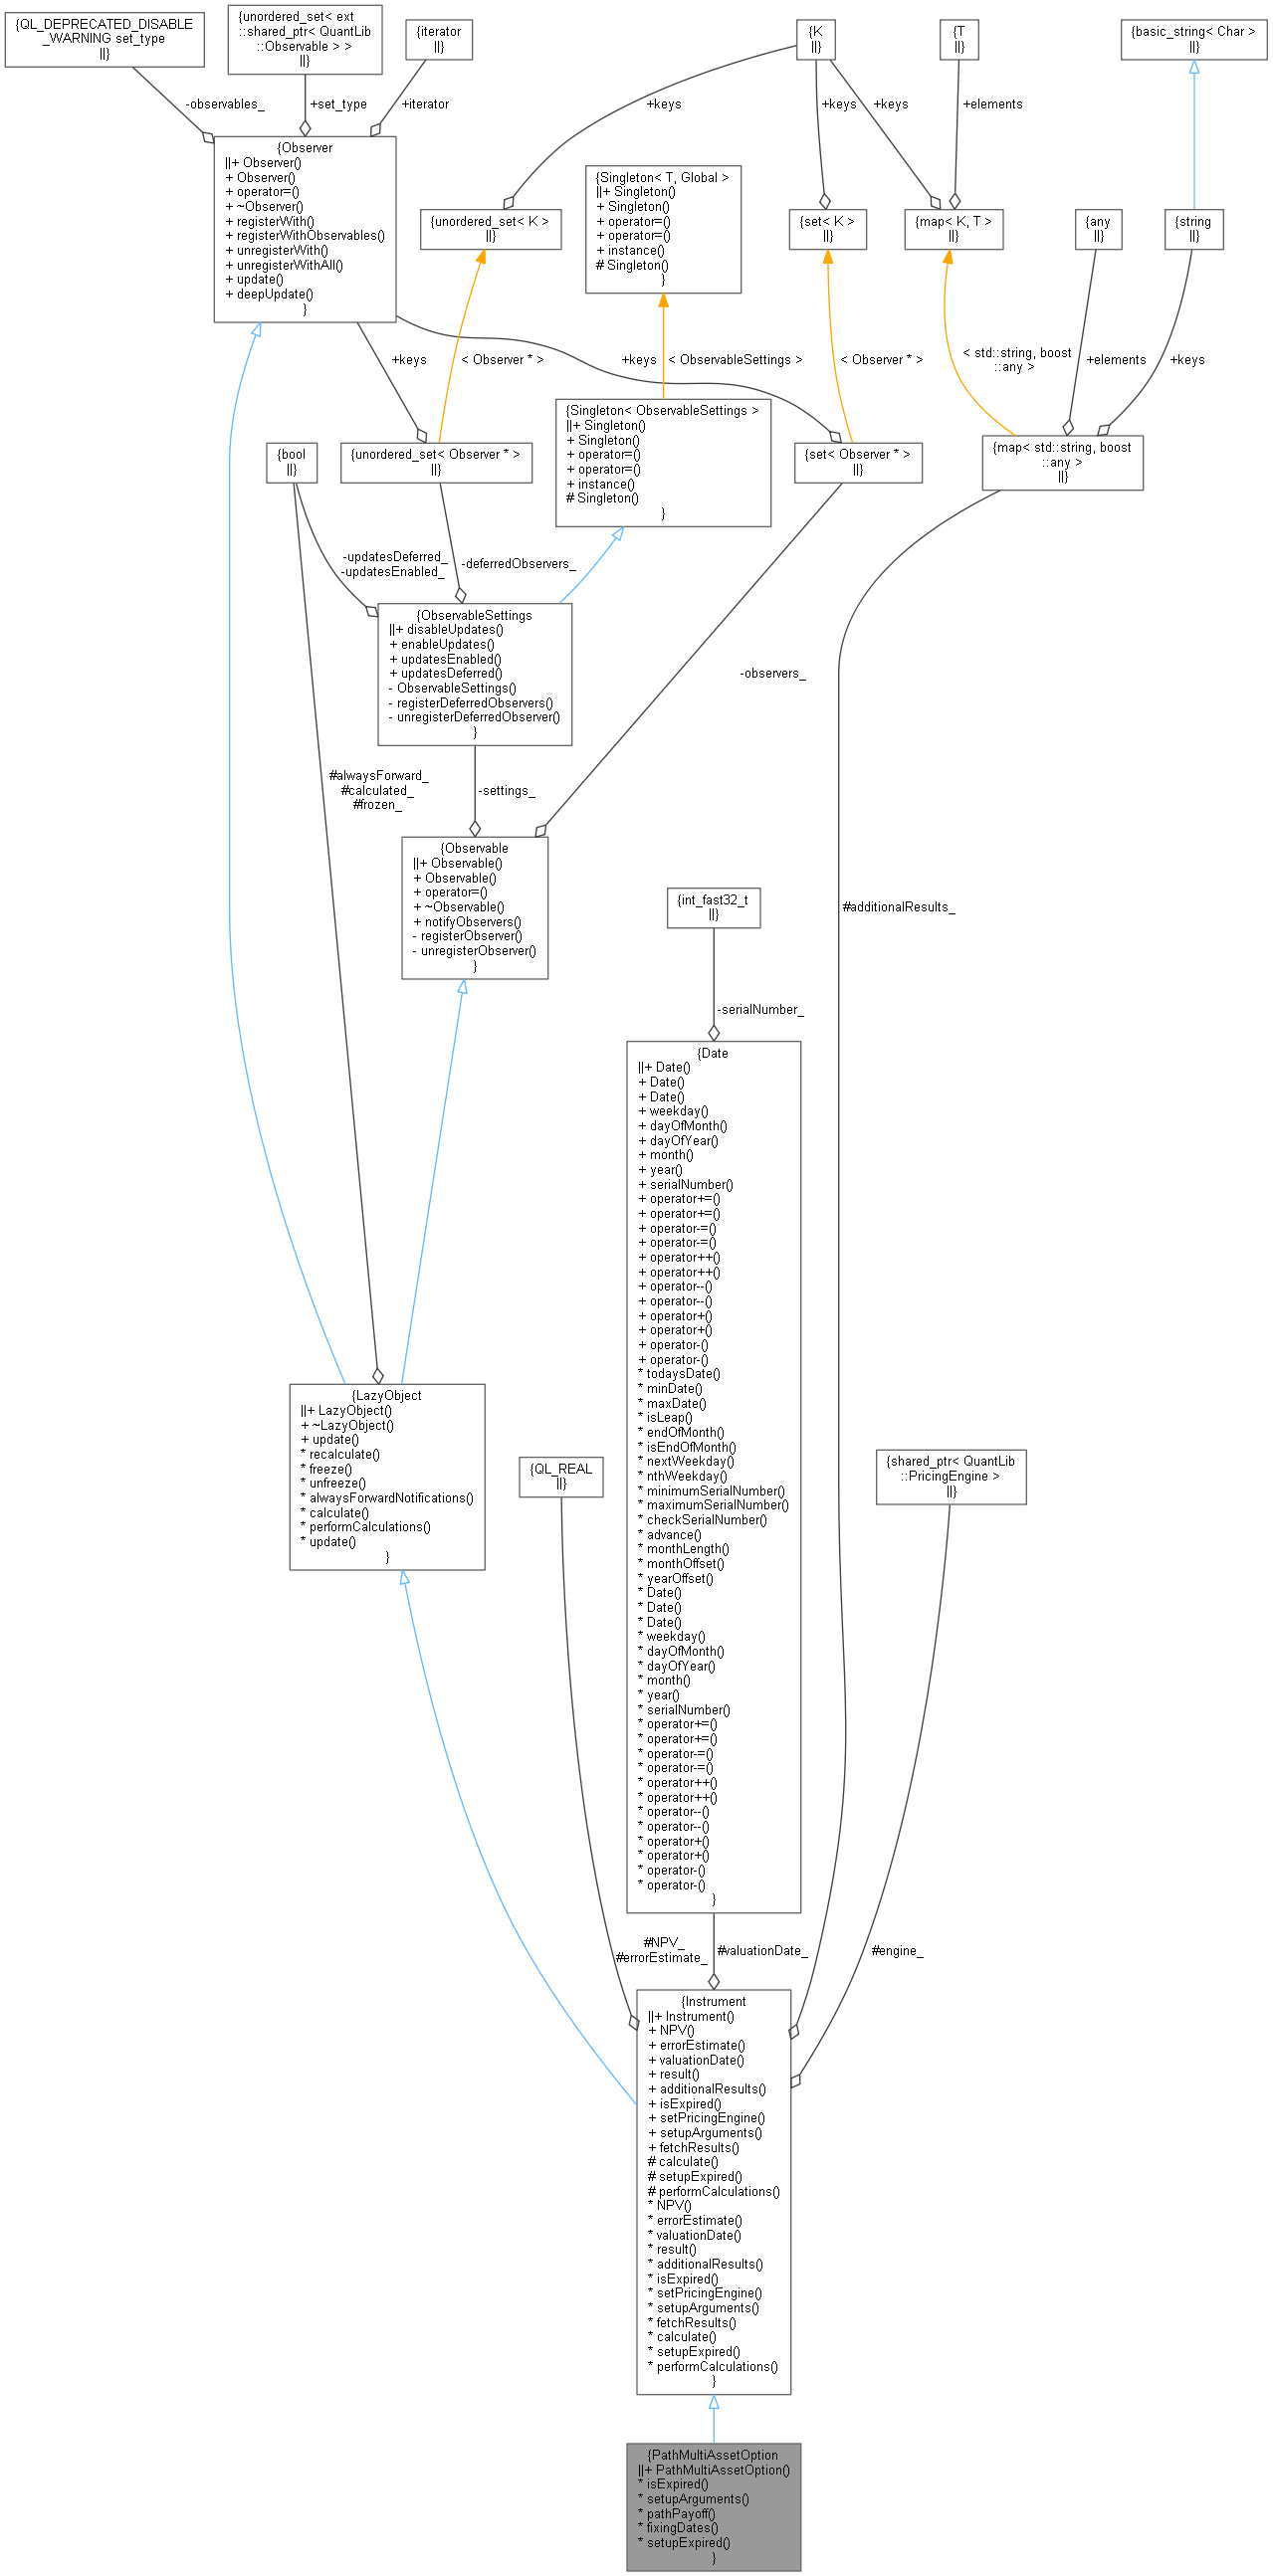 {QL_DEPRECATED_DISABLE
_WARNING set_type
||}
{unordered_set< ext
::shared_ptr< QuantLib
::Observable > >
||}
{iterator
||}
{K
||}
{T
||}
{basic_string< Char >
||}
-observables_
+set_type
+iterator
+keys
+keys
+keys
+elements
{Observer
||+ Observer()
+ Observer()
+ operator=()
+ ~Observer()
+ registerWith()
+ registerWithObservables()
+ unregisterWith()
+ unregisterWithAll()
+ update()
+ deepUpdate()
}
{unordered_set< K >
||}
{Singleton< T, Global >
||+ Singleton()
+ Singleton()
+ operator=()
+ operator=()
+ instance()
# Singleton()
}
{set< K >
||}
{map< K, T >
||}
{any
||}
{string
||}
+keys
< Observer * >
+keys
< ObservableSettings >
< Observer * >
< std::string, boost
::any >
+elements
+keys
{bool
||}
{unordered_set< Observer * >
||}
{Singleton< ObservableSettings >
||+ Singleton()
+ Singleton()
+ operator=()
+ operator=()
+ instance()
# Singleton()
}
{set< Observer * >
||}
{map< std::string, boost
::any >
||}
-updatesDeferred_
-updatesEnabled_
-deferredObservers_
{ObservableSettings
||+ disableUpdates()
+ enableUpdates()
+ updatesEnabled()
+ updatesDeferred()
- ObservableSettings()
- registerDeferredObservers()
- unregisterDeferredObserver()
}
-observers_
#alwaysForward_
#calculated_
#frozen_
-settings_
{Observable
||+ Observable()
+ Observable()
+ operator=()
+ ~Observable()
+ notifyObservers()
- registerObserver()
- unregisterObserver()
}
{int_fast32_t
||}
#additionalResults_
-serialNumber_
{Date
||+ Date()
+ Date()
+ Date()
+ weekday()
+ dayOfMonth()
+ dayOfYear()
+ month()
+ year()
+ serialNumber()
+ operator+=()
+ operator+=()
+ operator-=()
+ operator-=()
+ operator++()
+ operator++()
+ operator--()
+ operator--()
+ operator+()
+ operator+()
+ operator-()
+ operator-()
* todaysDate()
* minDate()
* maxDate()
* isLeap()
* endOfMonth()
* isEndOfMonth()
* nextWeekday()
* nthWeekday()
* minimumSerialNumber()
* maximumSerialNumber()
* checkSerialNumber()
* advance()
* monthLength()
* monthOffset()
* yearOffset()
* Date()
* Date()
* Date()
* weekday()
* dayOfMonth()
* dayOfYear()
* month()
* year()
* serialNumber()
* operator+=()
* operator+=()
* operator-=()
* operator-=()
* operator++()
* operator++()
* operator--()
* operator--()
* operator+()
* operator+()
* operator-()
* operator-()
}
{LazyObject
||+ LazyObject()
+ ~LazyObject()
+ update()
* recalculate()
* freeze()
* unfreeze()
* alwaysForwardNotifications()
* calculate()
* performCalculations()
* update()
}
{QL_REAL
||}
{shared_ptr< QuantLib
::PricingEngine >
||}
#NPV_
#errorEstimate_
#valuationDate_
#engine_
{Instrument
||+ Instrument()
+ NPV()
+ errorEstimate()
+ valuationDate()
+ result()
+ additionalResults()
+ isExpired()
+ setPricingEngine()
+ setupArguments()
+ fetchResults()
# calculate()
# setupExpired()
# performCalculations()
* NPV()
* errorEstimate()
* valuationDate()
* result()
* additionalResults()
* isExpired()
* setPricingEngine()
* setupArguments()
* fetchResults()
* calculate()
* setupExpired()
* performCalculations()
}
{PathMultiAssetOption
||+ PathMultiAssetOption()
* isExpired()
* setupArguments()
* pathPayoff()
* fixingDates()
* setupExpired()
}